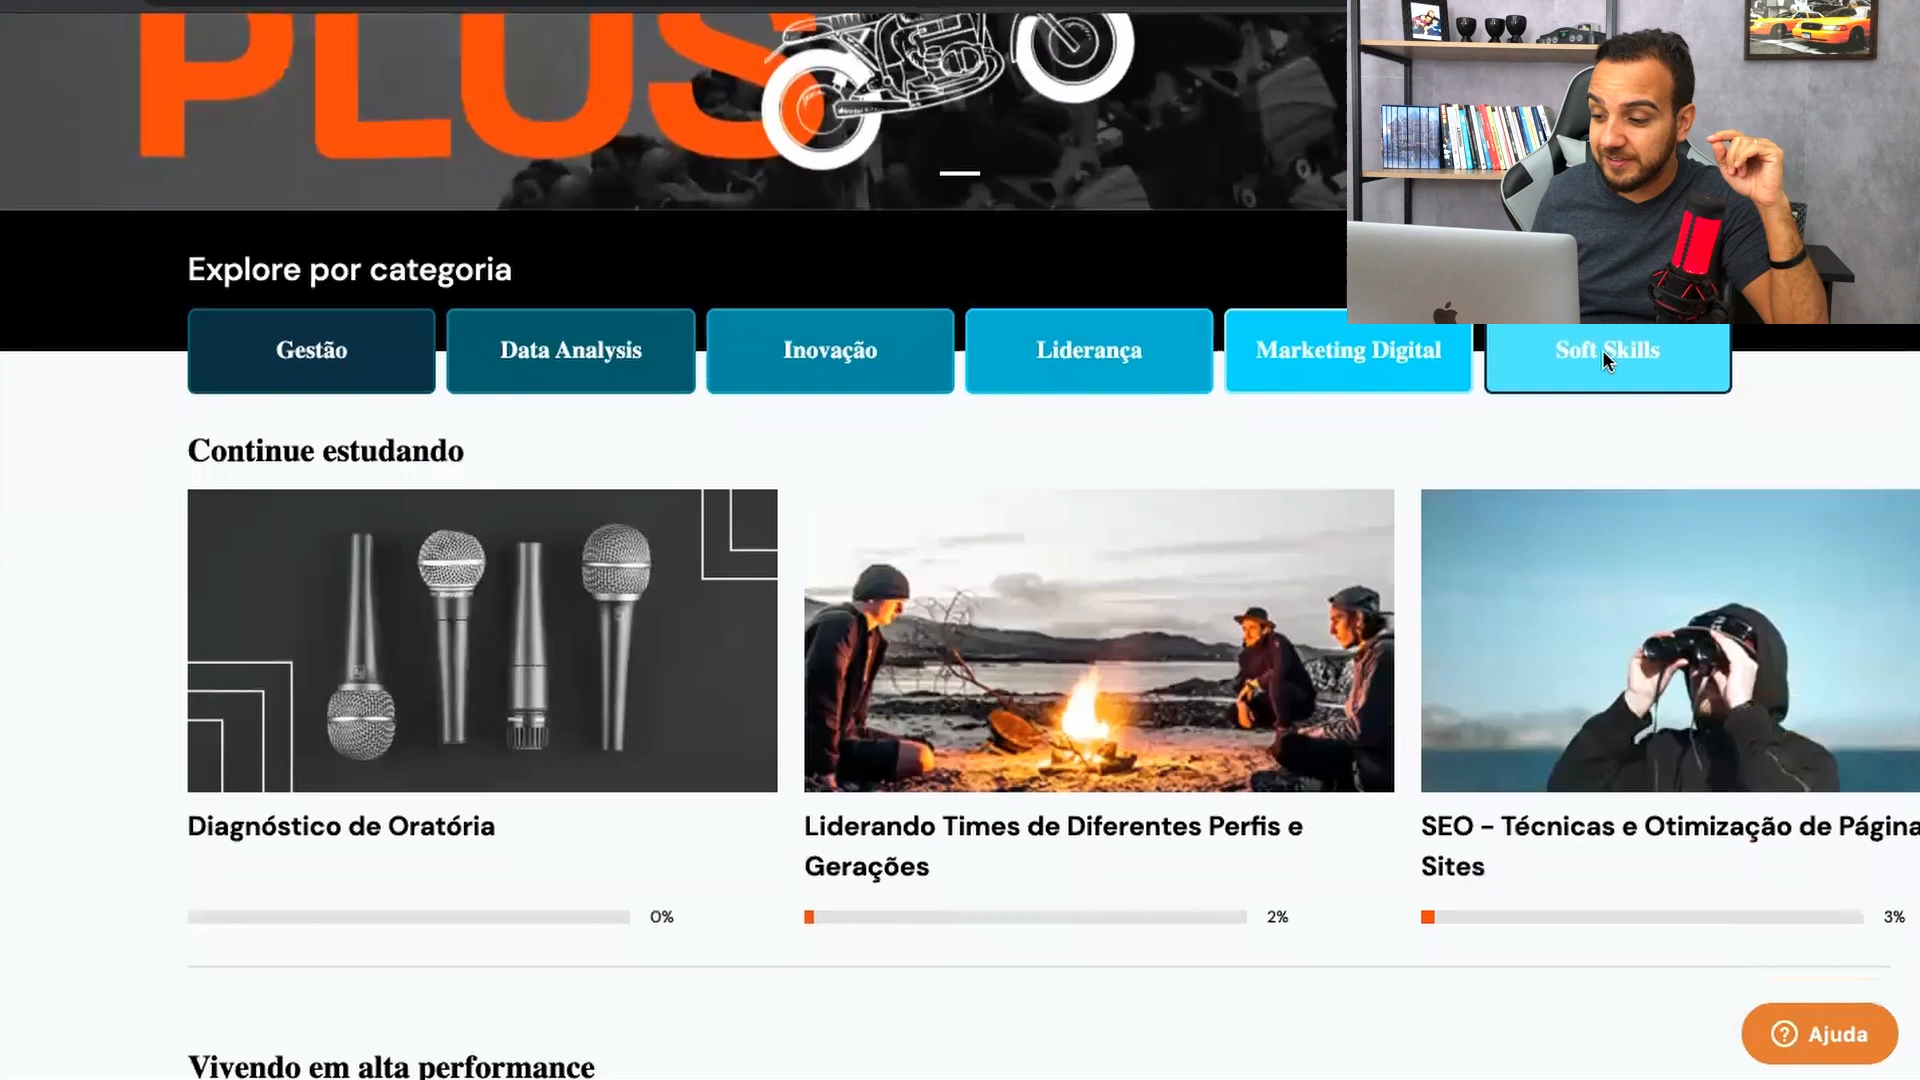 PLUS
Explore por categoria
Gestão
Data Analysis
Inovação
Liderança
Marketing Digital
Soft Skills
Continue estudando
Diagnóstico de Oratória
Liderando Times de Diferentes Perfis e
Gerações
SEO - Técnicas e Otimização de Página
Sites
0%
2%
3%
Vivendo em alta performance
Ajuda